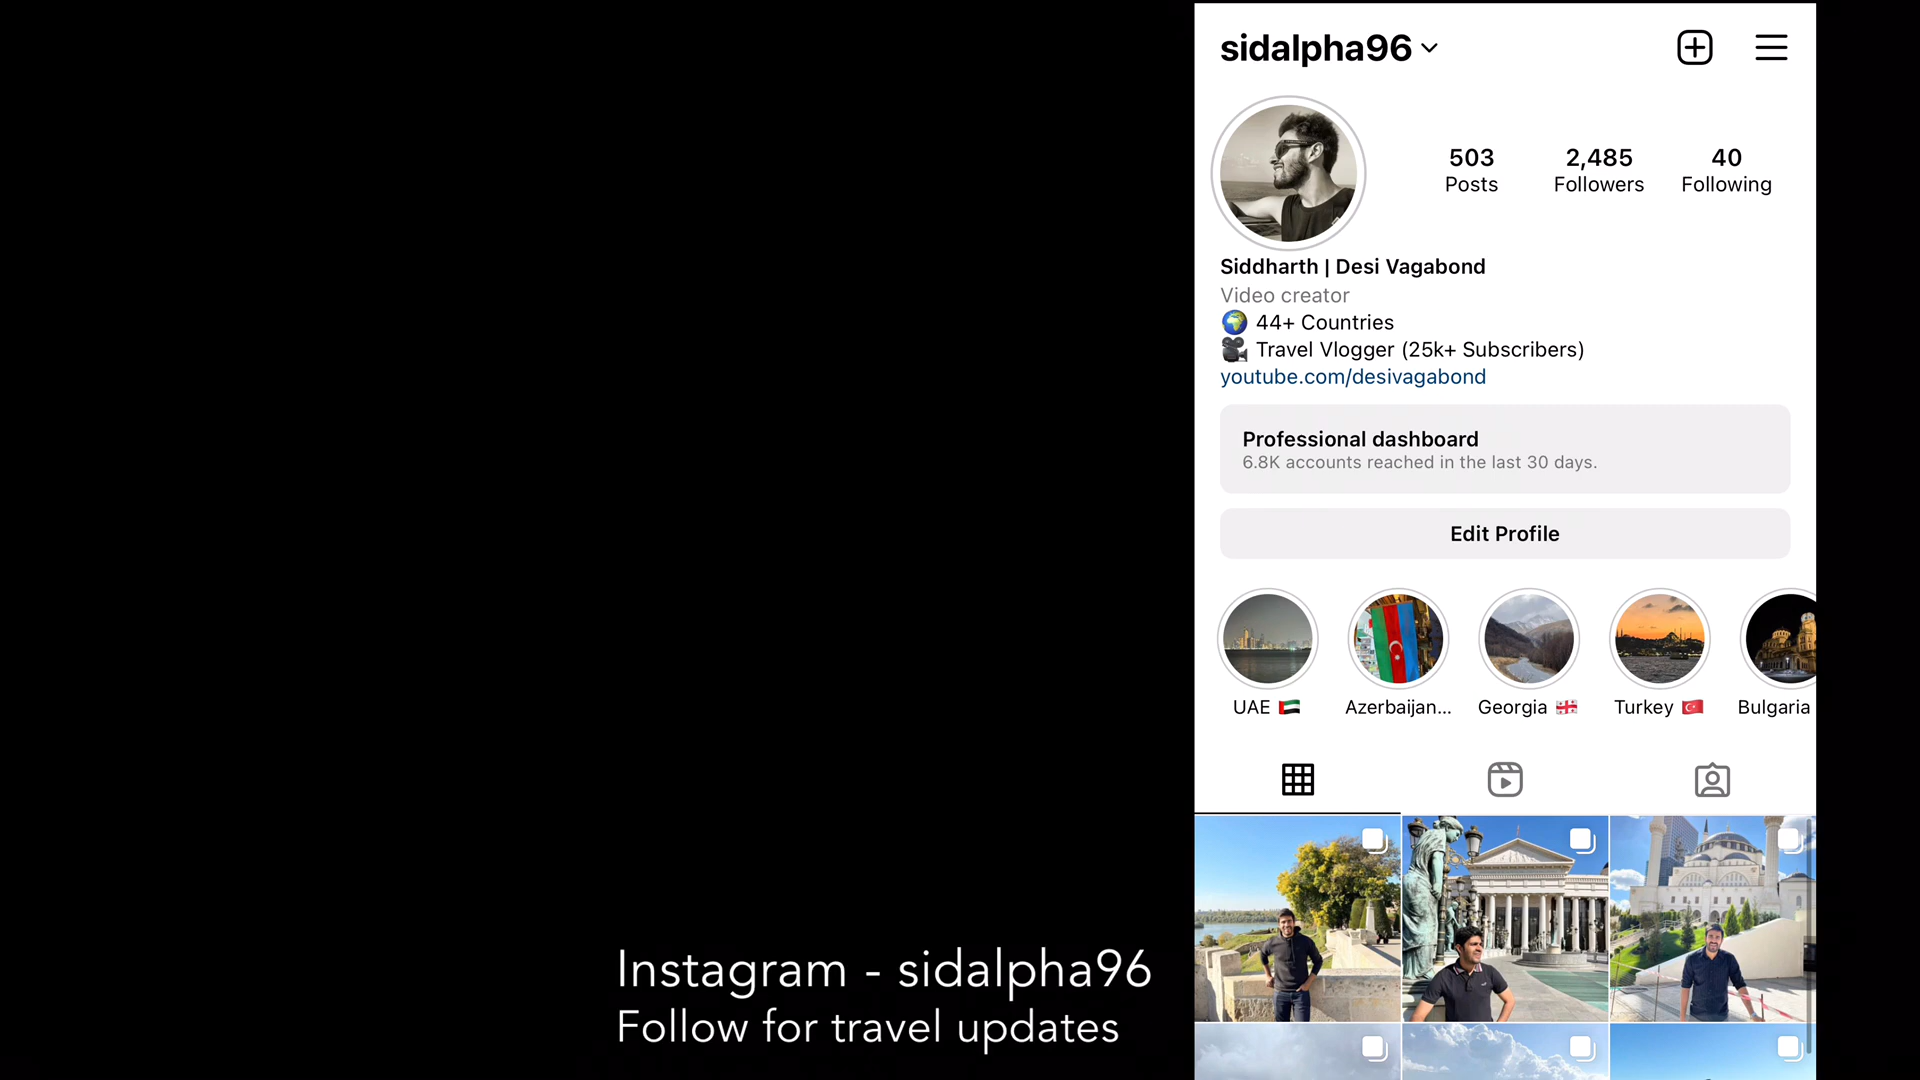 sidalpha96
503 2,485 40
Posts Followers Following
Siddharth | Desi Vagabond
Video creator
44+ Countries
Travel Vlogger (25k+ Subscribers)
youtube.com/desivagabond
Professional dashboard
6.8K accounts reached in the last 30 days.
Edit Profile
UAE Azerbaijan... Georgia Turkey Bulgaria
Instagram - sidalpha96
Follow for travel updates